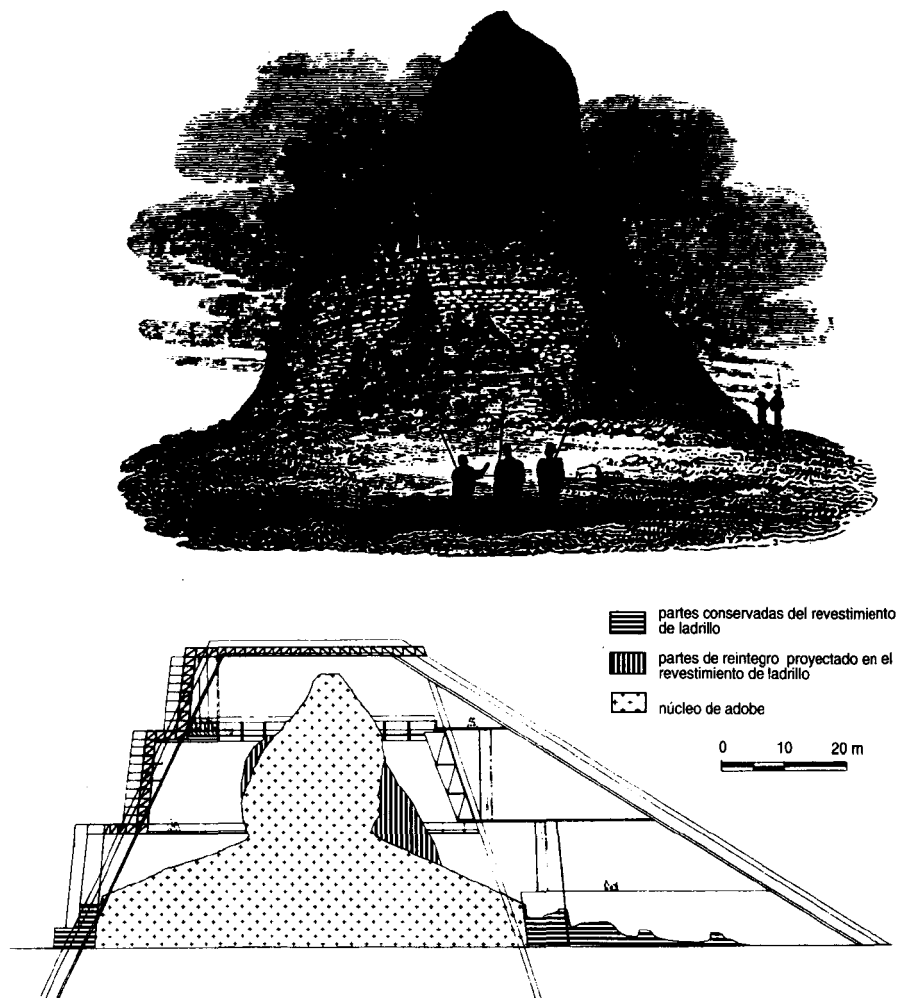 partes conservadas del revestimiento
de ladrillo
partes de reintegro proyectado en el
revestimiento de ladrillo
núcleo de adobe
0 10 20 m